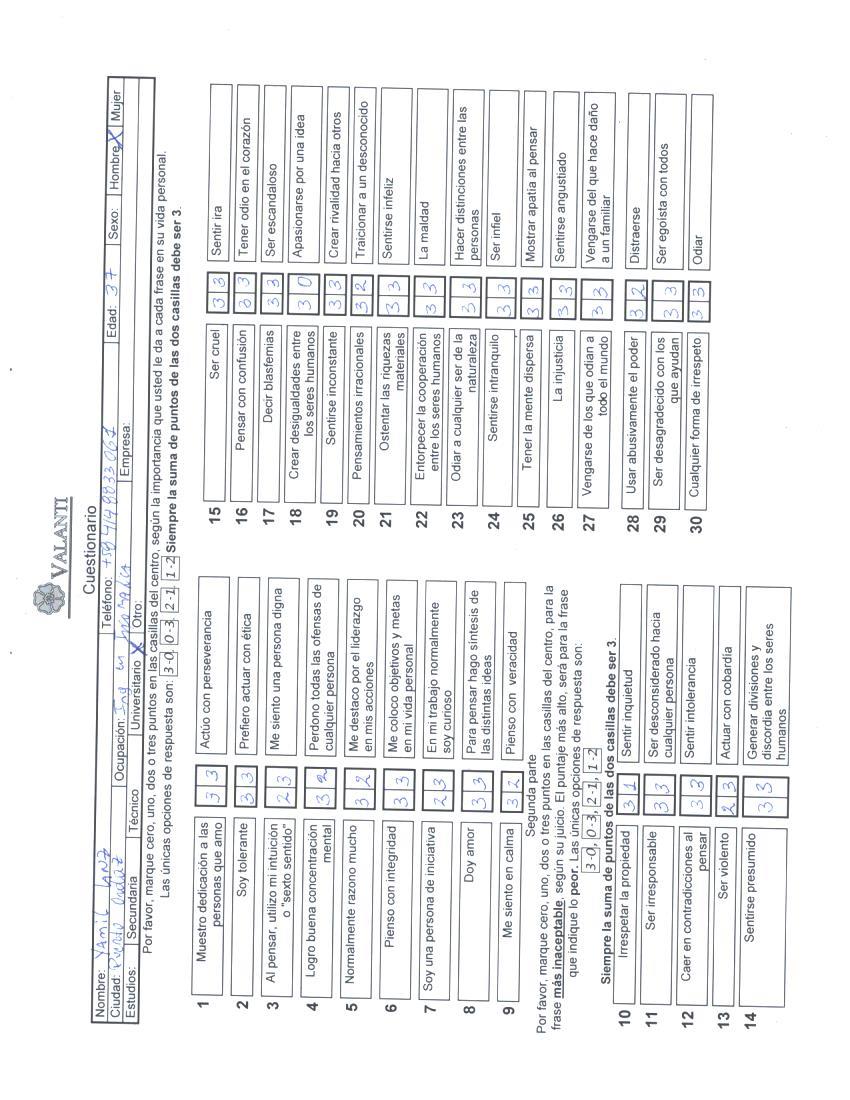 VALANTI
Cuestionario
Nombre: Yamil Lanz Teléfono: +58 414 8833061 Edad: 37 Sexo: Hombre X Mujer
Ciudad: Puerto Ordaz Ocupación: Ing en Informatica Empresa:
Estudios: Secundaria Técnico Universitario X Otro:
Por favor, marque cero, uno, dos o tres puntos en las casillas del centro, según la importancia que usted le da a cada frase en su vida personal.
Las únicas opciones de respuesta son: 3-0, 0-3, 2-1, 1-2 Siempre la suma de puntos de las dos casillas debe ser 3.
1 Muestro dedicación a las personas que amo 3 3 Actúo con perseverancia
2 Soy tolerante 3 3 Prefiero actuar con ética
3 Al pensar, utilizo mi intuición o "sexto sentido" 2 3 Me siento una persona digna
4 Logro buena concentración mental 3 2 Perdono todas las ofensas de cualquier persona
5 Normalmente razono mucho 3 2 Me destaco por el liderazgo en mis acciones
6 Pienso con integridad 3 3 Me coloco objetivos y metas en mi vida personal
7 Soy una persona de iniciativa 2 3 En mi trabajo normalmente soy curioso
8 Doy amor 3 3 Para pensar hago síntesis de las distintas ideas
9 Me siento en calma 3 2 Pienso con veracidad
Segunda parte
Por favor, marque cero, uno, dos o tres puntos en las casillas del centro, para la
frase más inaceptable, según su juicio. El puntaje más alto, será para la frase
que indique lo peor. Las únicas opciones de respuesta son:
3-0, 0-3, 2-1, 1-2
Siempre la suma de puntos de las dos casillas debe ser 3.
10 Irrespetar la propiedad 3 1 Sentir inquietud
11 Ser irresponsable 3 3 Ser desconsiderado hacia cualquier persona
12 Caer en contradicciones al pensar 3 3 Sentir intolerancia
13 Ser violento 2 3 Actuar con cobardía
14 Sentirse presumido 3 3 Generar divisiones y discordia entre los seres humanos
15 Ser cruel 3 3 Sentir ira
16 Pensar con confusión 3 3 Tener odio en el corazón
17 Decir blasfemias 3 3 Ser escandaloso
18 Crear desigualdades entre los seres humanos 3 0 Apasionarse por una idea
19 Sentirse inconstante 3 3 Crear rivalidad hacia otros
20 Pensamientos irracionales 3 2 Traicionar a un desconocido
21 Ostentar las riquezas materiales 3 3 Sentirse infeliz
22 Entorpecer la cooperación entre los seres humanos 3 3 La maldad
23 Odiar a cualquier ser de la naturaleza 3 3 Hacer distinciones entre las personas
24 Sentirse intranquilo 3 3 Ser infiel
25 Tener la mente dispersa 3 3 Mostrar apatía al pensar
26 La injusticia 3 3 Sentirse angustiado
27 Vengarse de los que odian a todo el mundo 3 3 Vengarse del que hace daño a un familiar
28 Usar abusivamente el poder 3 2 Distraerse
29 Ser desagradecido con los que ayudan 3 3 Ser egoísta con todos
30 Cualquier forma de irrespeto 3 3 Odiar